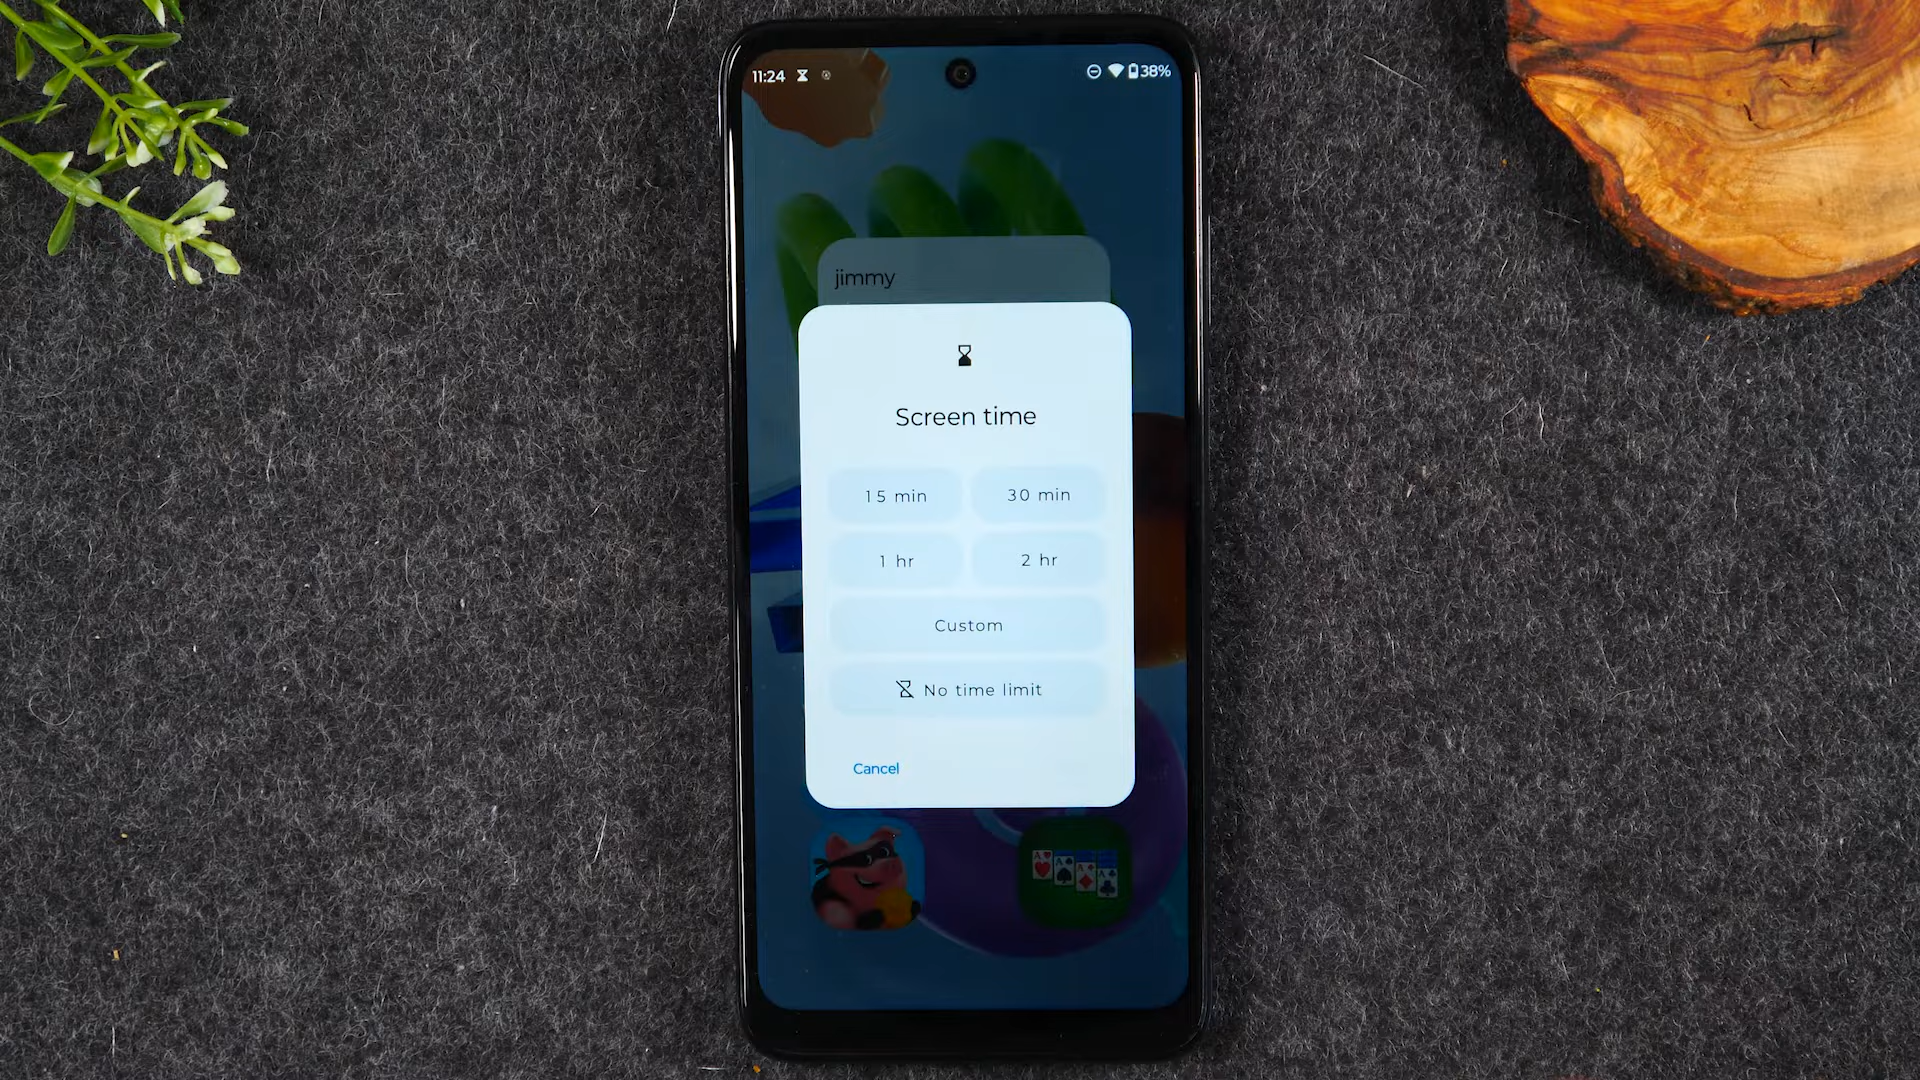 11:24 38%
jimmy
Screen time
15 min 30 min
1 hr 2 hr
Custom
No time limit
Cancel
A A A A